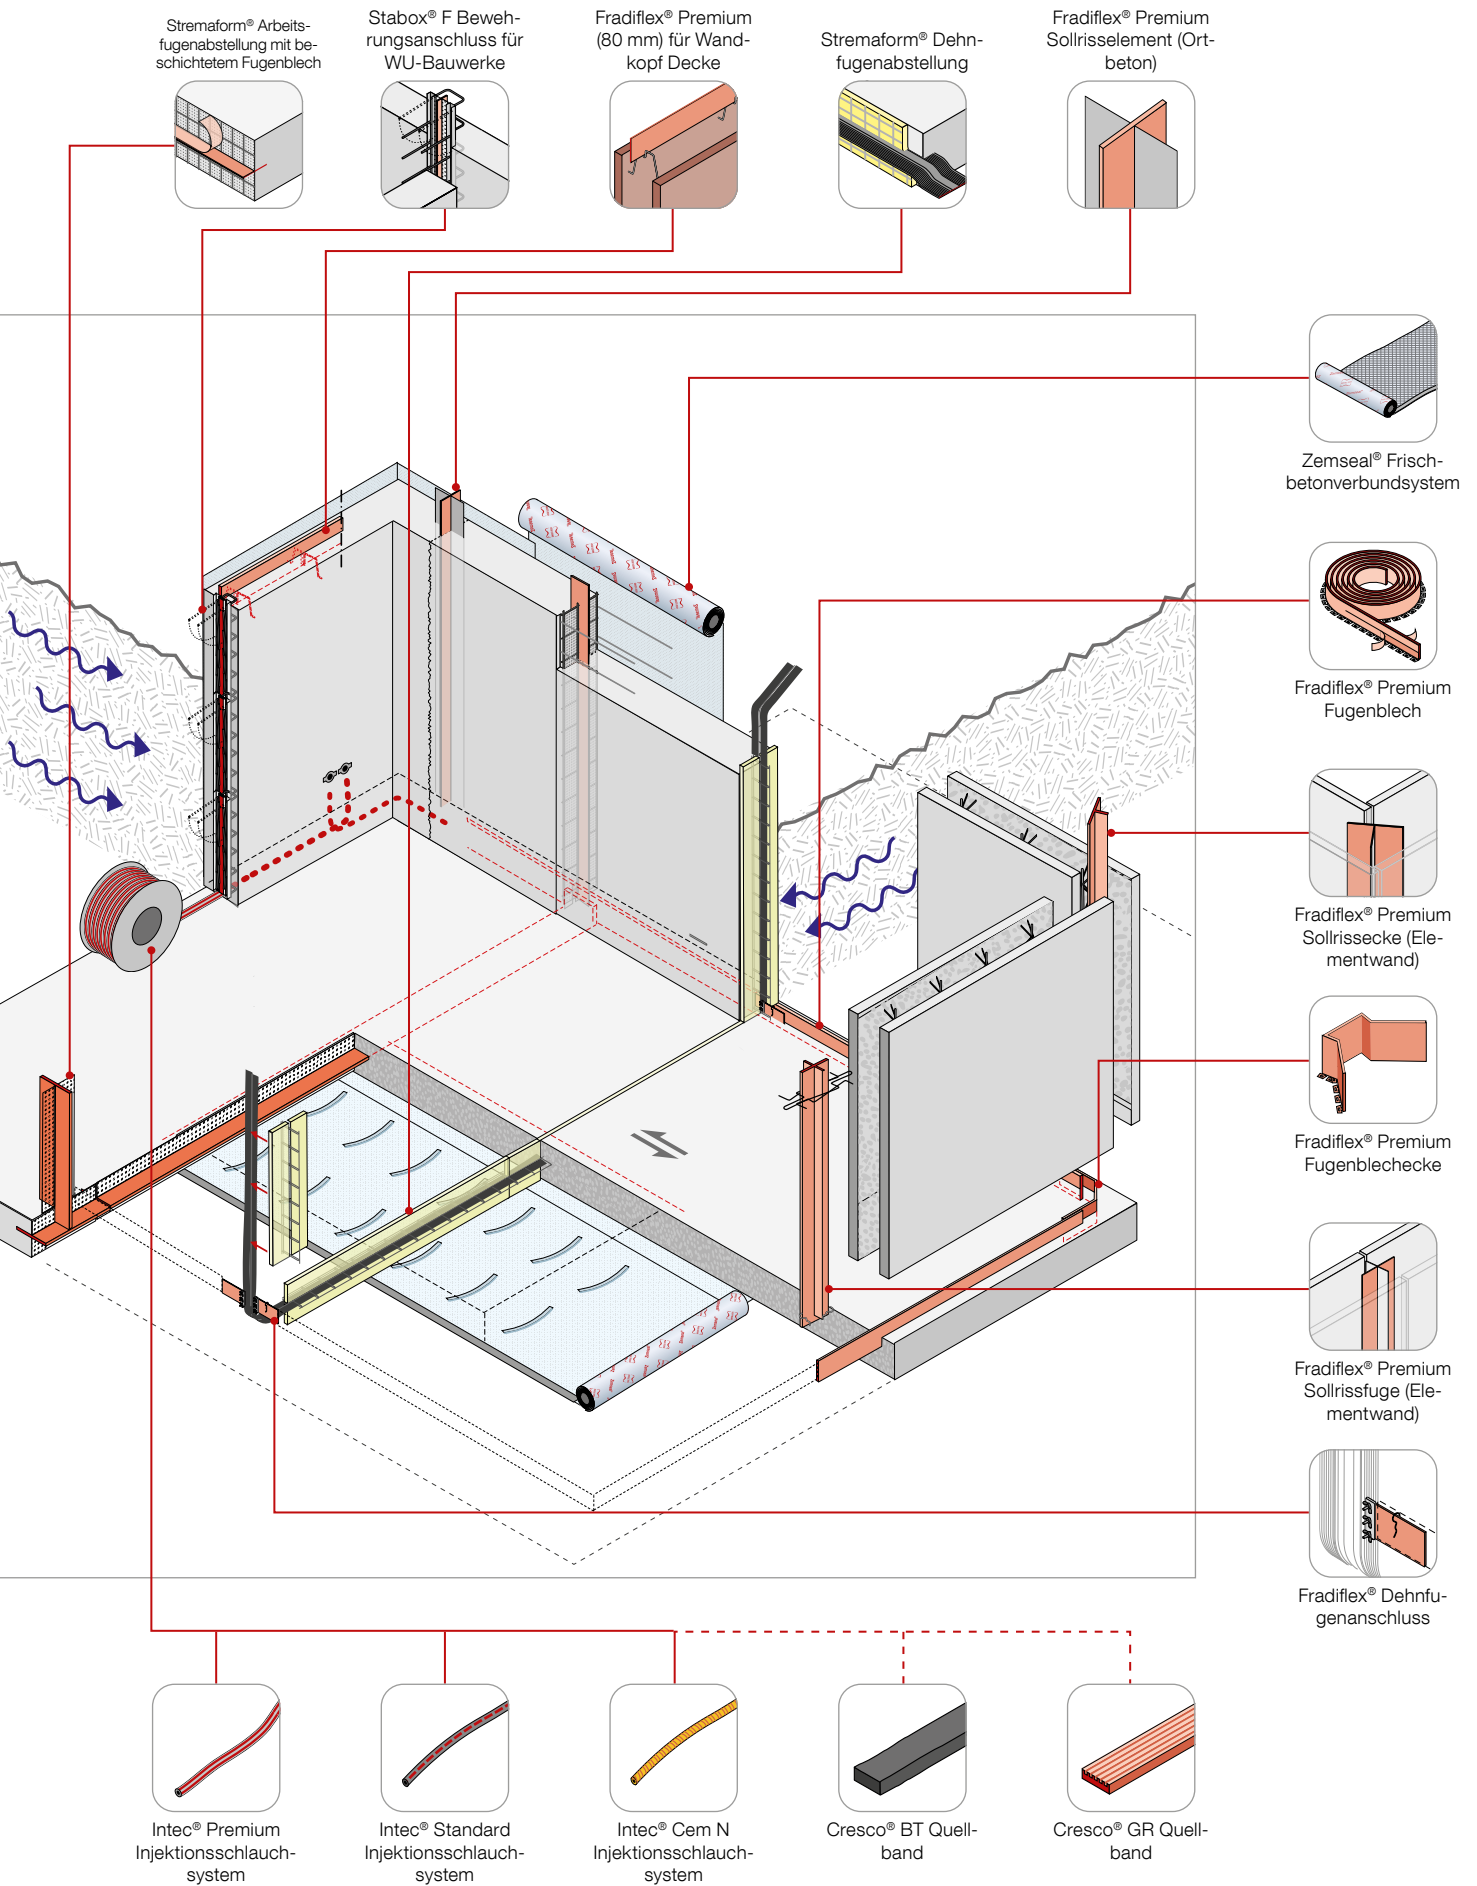 Stremaform® Arbeits-
fugenabstellung mit be-
schichtetem Fugenblech
Stabox® F Beweh-
rungsanschluss für
WU-Bauwerke
Fradiflex® Premium
(80 mm) für Wand-
kopf Decke
Stremaform® Dehn-
fugenabstellung
Fradiflex® Premium
Sollrisselement (Ort-
beton)
Zemseal® Frisch-
betonverbundsystem
Fradiflex® Premium
Fugenblech
Fradiflex® Premium
Sollrissecke (Ele-
mentwand)
Fradiflex® Premium
Fugenblechecke
Fradiflex® Premium
Sollrissfuge (Ele-
mentwand)
Fradiflex® Dehnfu-
genanschluss
Intec® Premium
Injektionsschlauch-
system
Intec® Standard
Injektionsschlauch-
system
Intec® Cem N
Injektionsschlauch-
system
Cresco® BT Quell-
band
Cresco® GR Quell-
band